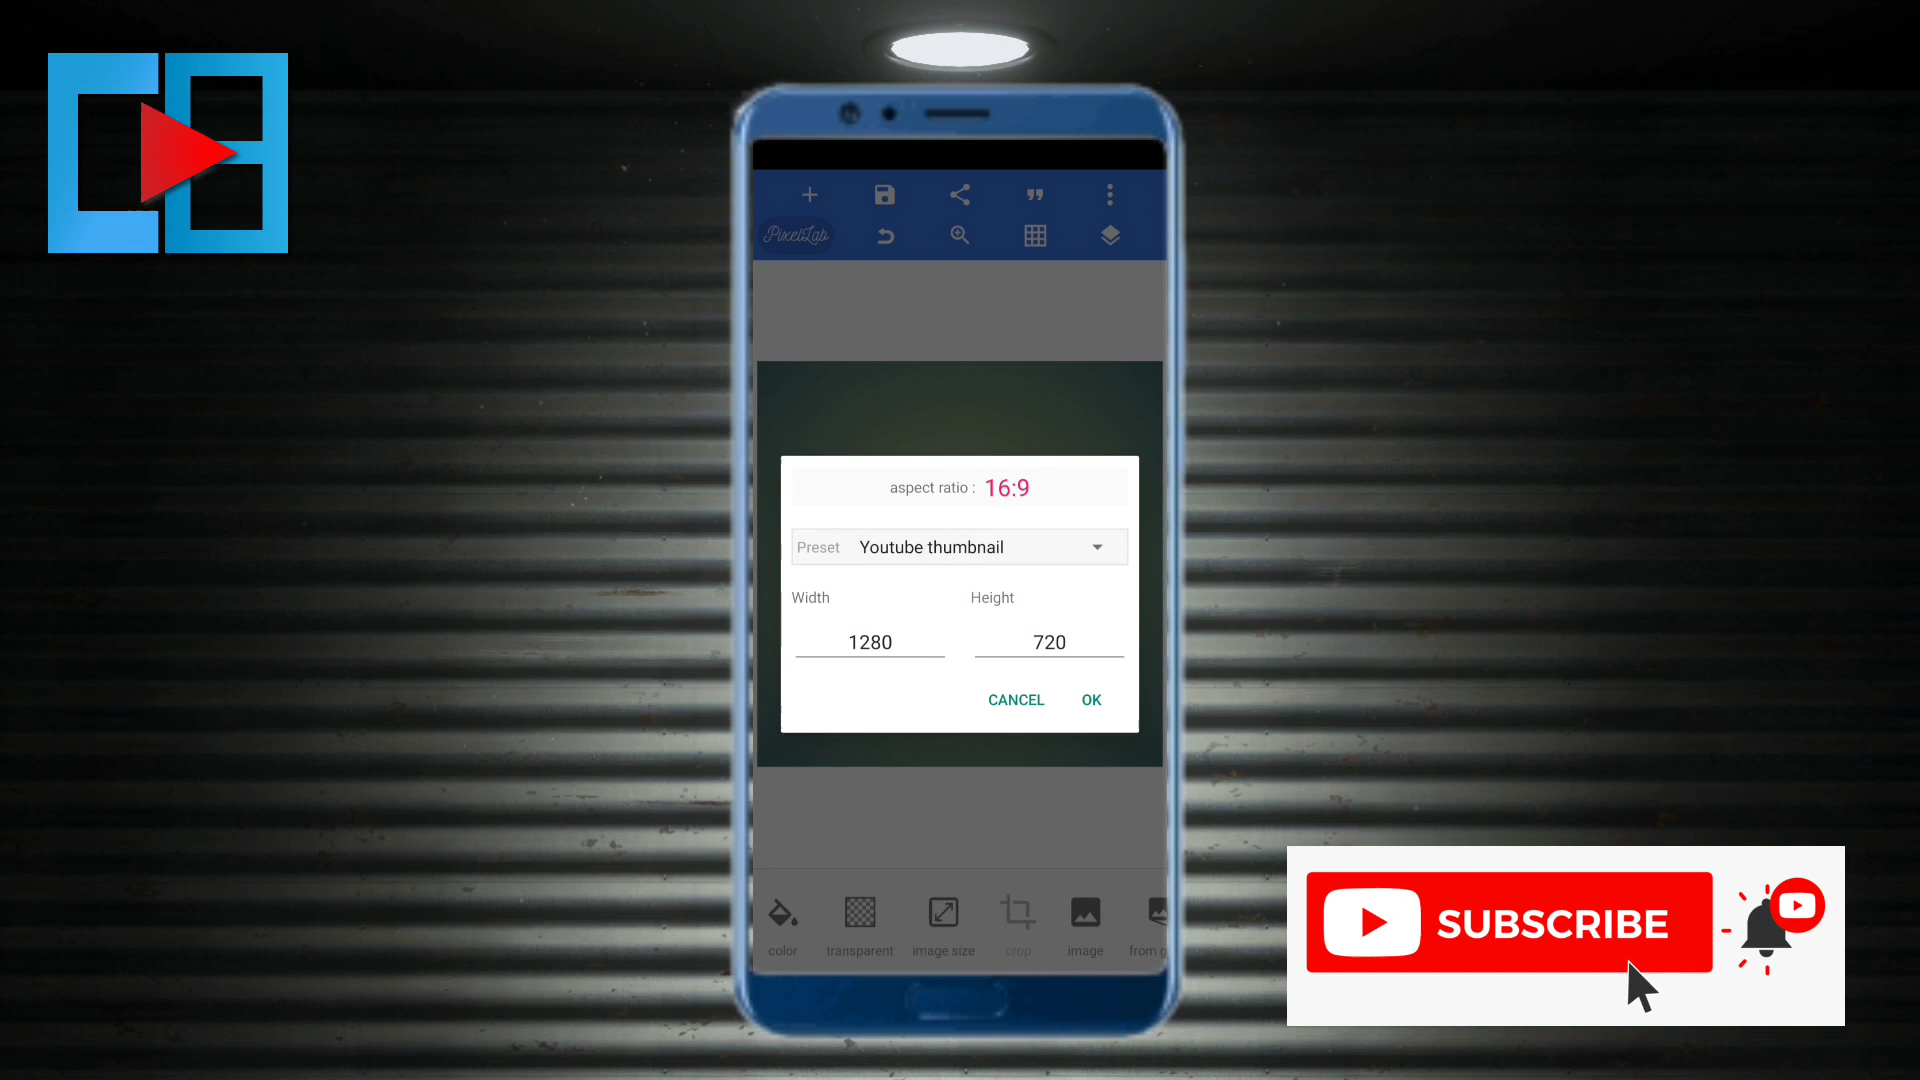 PixelLab
aspect ratio : 16:9
Preset Youtube thumbnail
Width Height
1280 720
CANCEL OK
color transparent image size crop image from g
SUBSCRIBE